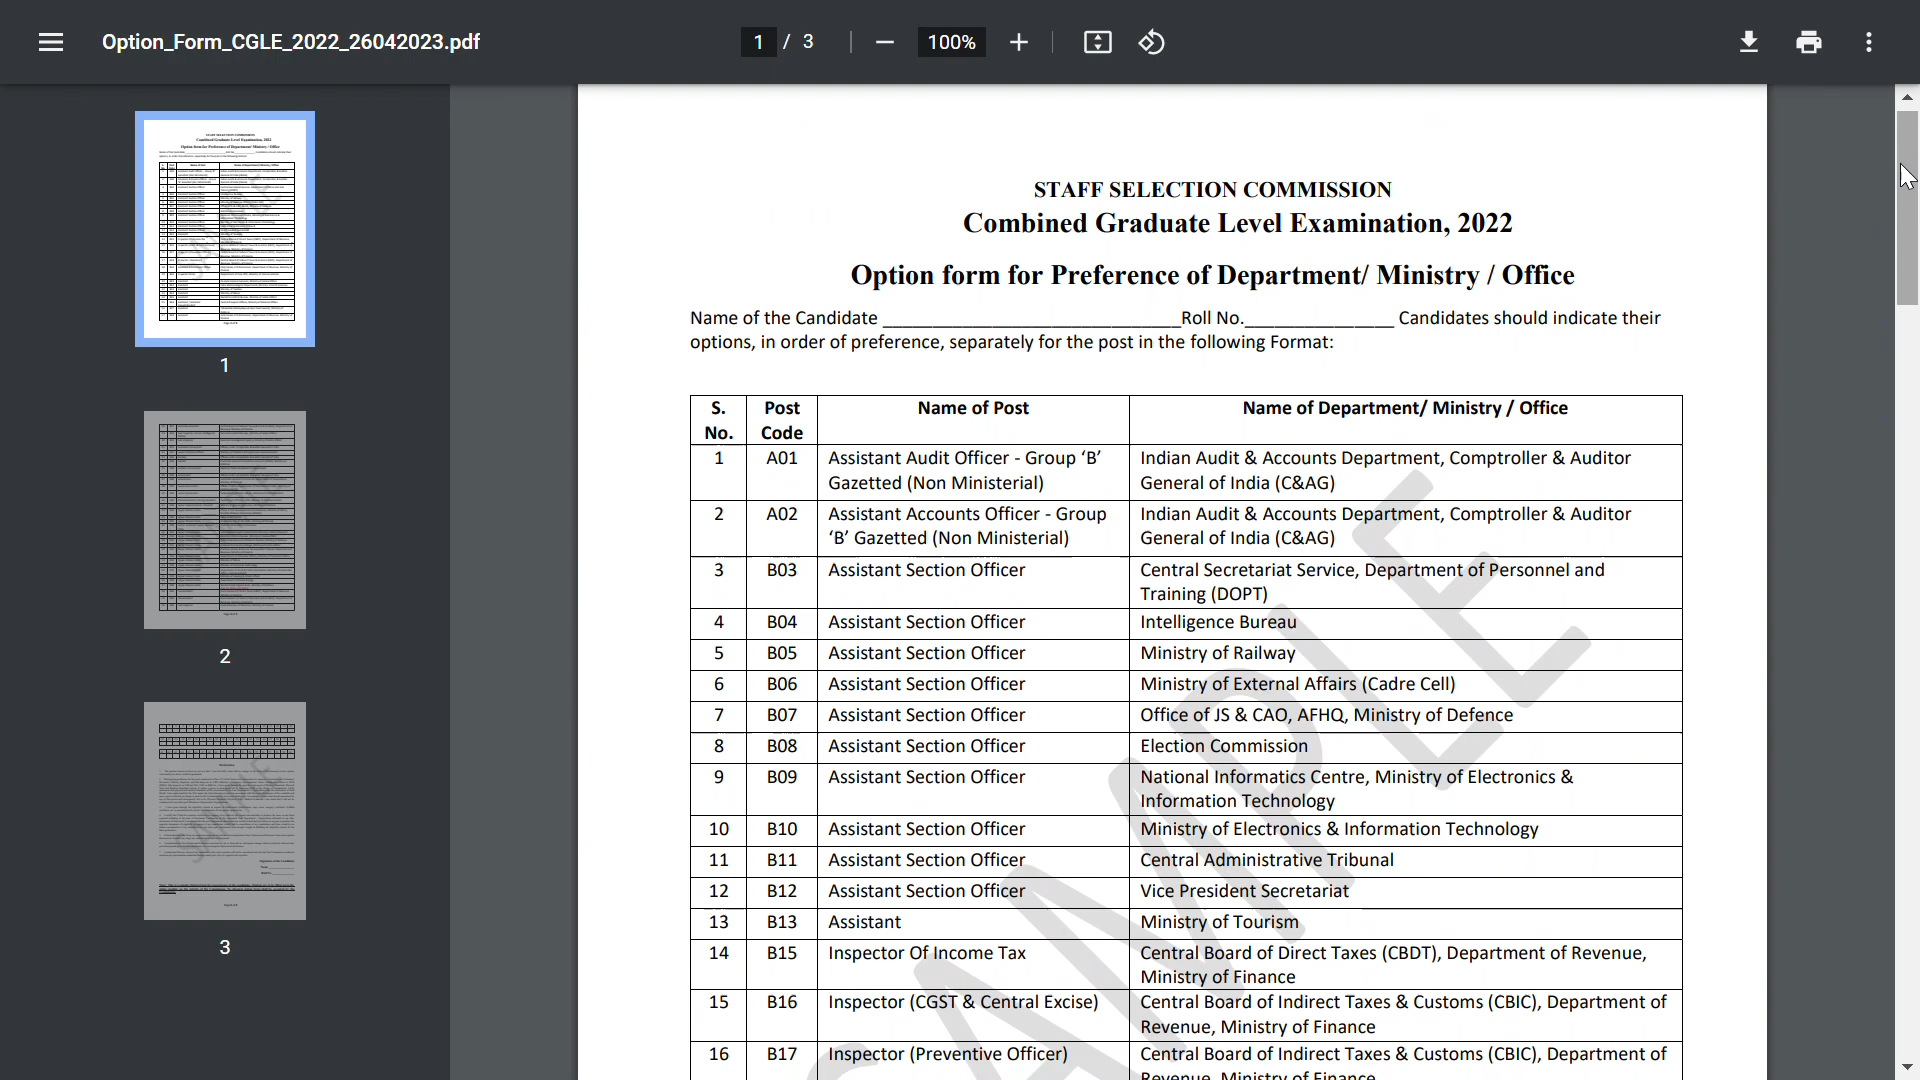 Option_Form_CGLE_2022_26042023.pdf
1 / 3
100%
1
2
3
STAFF SELECTION COMMISSION
Combined Graduate Level Examination, 2022
Option form for Preference of Department/ Ministry / Office
Name of the Candidate ______________________________Roll No._______________ Candidates should indicate their
options, in order of preference, separately for the post in the following Format:
S. No. Post Code Name of Post Name of Department/ Ministry / Office
1 A01 Assistant Audit Officer - Group ‘B’ Gazetted (Non Ministerial) Indian Audit & Accounts Department, Comptroller & Auditor General of India (C&AG)
2 A02 Assistant Accounts Officer - Group ‘B’ Gazetted (Non Ministerial) Indian Audit & Accounts Department, Comptroller & Auditor General of India (C&AG)
3 B03 Assistant Section Officer Central Secretariat Service, Department of Personnel and Training (DOPT)
4 B04 Assistant Section Officer Intelligence Bureau
5 B05 Assistant Section Officer Ministry of Railway
6 B06 Assistant Section Officer Ministry of External Affairs (Cadre Cell)
7 B07 Assistant Section Officer Office of JS & CAO, AFHQ, Ministry of Defence
8 B08 Assistant Section Officer Election Commission
9 B09 Assistant Section Officer National Informatics Centre, Ministry of Electronics & Information Technology
10 B10 Assistant Section Officer Ministry of Electronics & Information Technology
11 B11 Assistant Section Officer Central Administrative Tribunal
12 B12 Assistant Section Officer Vice President Secretariat
13 B13 Assistant Ministry of Tourism
14 B15 Inspector Of Income Tax Central Board of Direct Taxes (CBDT), Department of Revenue, Ministry of Finance
15 B16 Inspector (CGST & Central Excise) Central Board of Indirect Taxes & Customs (CBIC), Department of Revenue, Ministry of Finance
16 B17 Inspector (Preventive Officer) Central Board of Indirect Taxes & Customs (CBIC), Department of Revenue, Ministry of Finance
SAMPLE